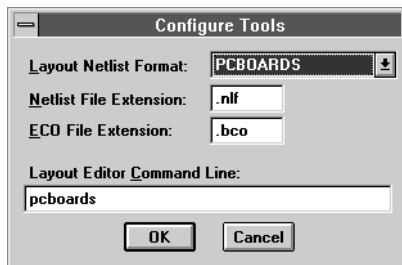 Configure Tools
Layout Netlist Format: PCBOARDS
Netlist File Extension: .nlf
ECO File Extension: .bco
Layout Editor Command Line:
pcboards
OK Cancel